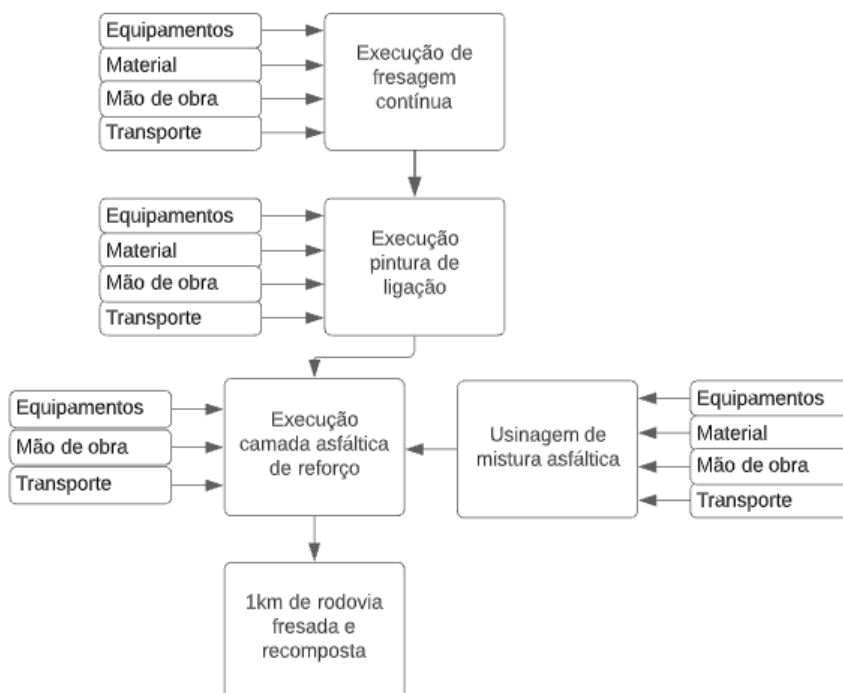 Equipamentos
Material
Mão de obra
Transporte
Execução de
fresagem
contínua
Equipamentos
Material
Mão de obra
Transporte
Execução
pintura de
ligação
Equipamentos
Mão de obra
Transporte
Execução
camada asfáltica
de reforço
Usinagem de
mistura asfáltica
Equipamentos
Material
Mão de obra
Transporte
1km de rodovia
fresada e
recomposta